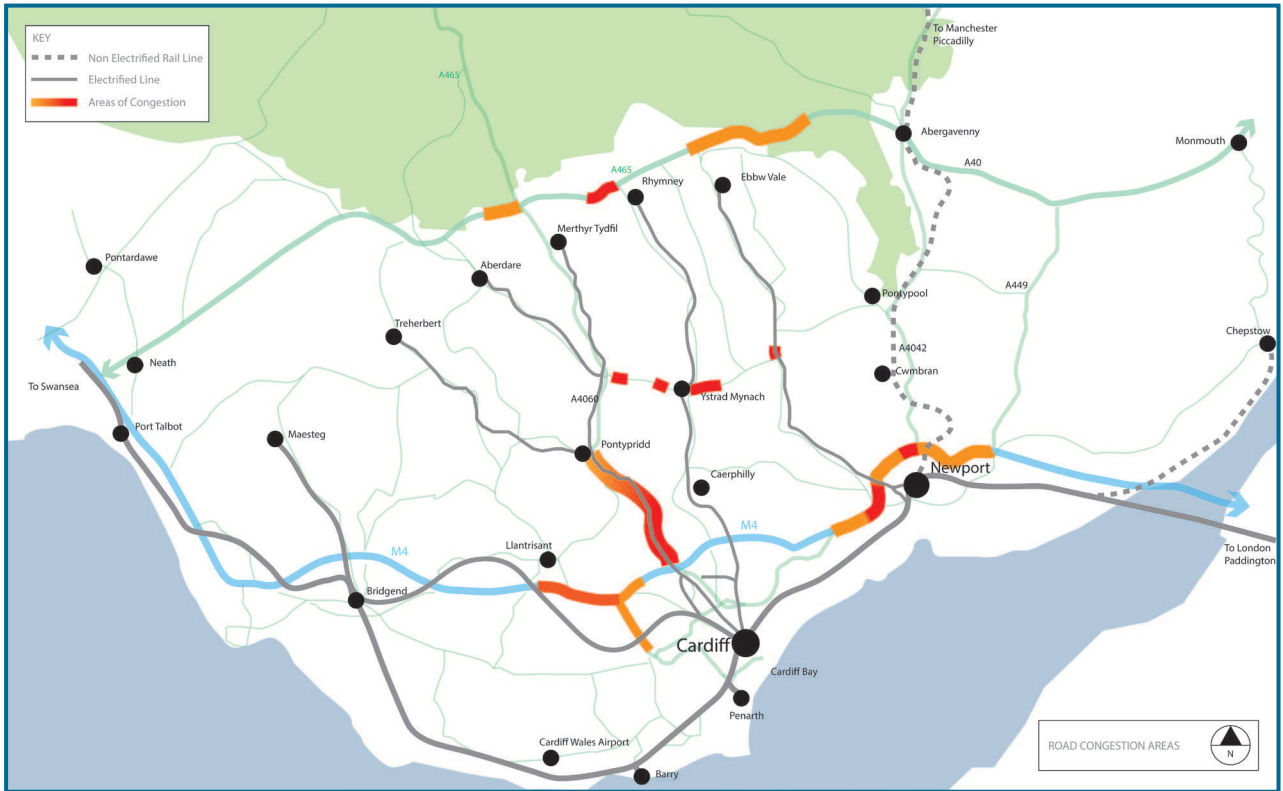 KEY
Non Electrified Rail Line
Electrified Line
Areas of Congestion
To Manchester
Piccadilly
A465
Abergavenny
Monmouth
A40
A465
Rhymney
Ebbw Vale
Merthyr Tydfil
Pontardawe
Aberdare
A449
Pontypool
Treherbert
Chepstow
A4042
Neath
Cwmbran
To Swansea
Ystrad Mynach
A4060
Port Talbot
Maesteg
Pontypridd
Newport
Caerphilly
M4
Llantrisant
M4
To London
Paddington
Bridgend
Cardiff
Cardiff Bay
Penarth
Cardiff Wales Airport
Barry
ROAD CONGESTION AREAS
N